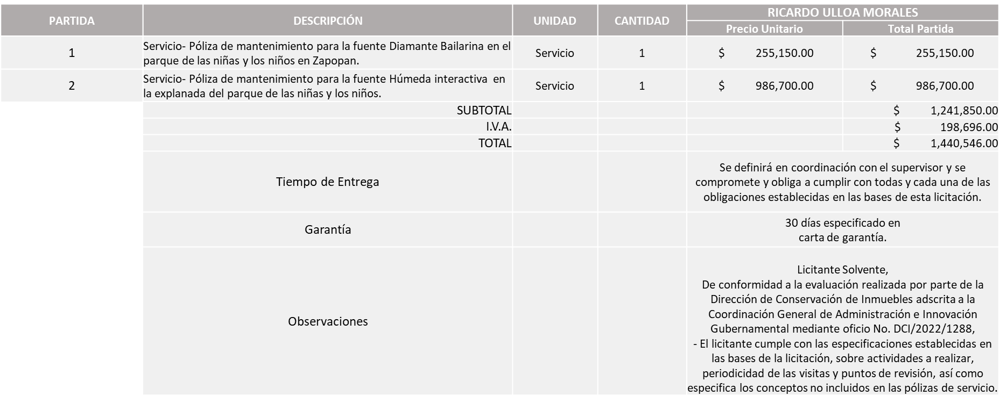 PARTIDA DESCRIPCIÓN UNIDAD CANTIDAD RICARDO ULLOA MORALES
Precio Unitario Total Partida
1 Servicio- Póliza de mantenimiento para la fuente Diamante Bailarina en el Servicio 1 $ 255,150.00 $ 255,150.00
parque de las niñas y los niños en Zapopan.
2 Servicio- Póliza de mantenimiento para la fuente Húmeda interactiva  en Servicio 1 $ 986,700.00 $ 986,700.00
la explanada del parque de las niñas y los niños.
SUBTOTAL $ 1,241,850.00
I.V.A. $ 198,696.00
TOTAL $ 1,440,546.00
Tiempo de Entrega
Se definirá en coordinación con el supervisor y se
compromete y obliga a cumplir con todas y cada una de las
obligaciones establecidas en las bases de esta licitación.
Garantía
30 días especificado en
carta de garantía.
Observaciones
Licitante Solvente,
De conformidad a la evaluación realizada por parte de la
Dirección de Conservación de Inmuebles adscrita a la
Coordinación General de Administración e Innovación
Gubernamental mediante oficio No. DCI/2022/1288,
- El licitante cumple con las especificaciones establecidas en
las bases de la licitación, sobre actividades a realizar,
periodicidad de las visitas y puntos de revisión, así como
especifica los conceptos no incluidos en las pólizas de servicio.